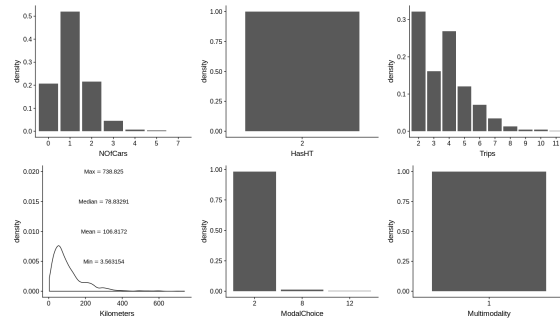 density
0.5
0.4
0.3
0.2
0.1
0.0
0 1 2 3 4 5 7
NOfCars
density
1.00
0.75
0.50
0.25
0.00
2
HasHT
density
0.3
0.2
0.1
0.0
2 3 4 5 6 7 8 9 10 11
Trips
density
0.020
0.015
0.010
0.005
0.000
Max = 738.825
Median = 78.83291
Mean = 106.8172
Min = 3.563154
0 200 400 600
Kilometers
density
1.00
0.75
0.50
0.25
0.00
2 8 12
ModalChoice
density
1.00
0.75
0.50
0.25
0.00
1
Multimodality